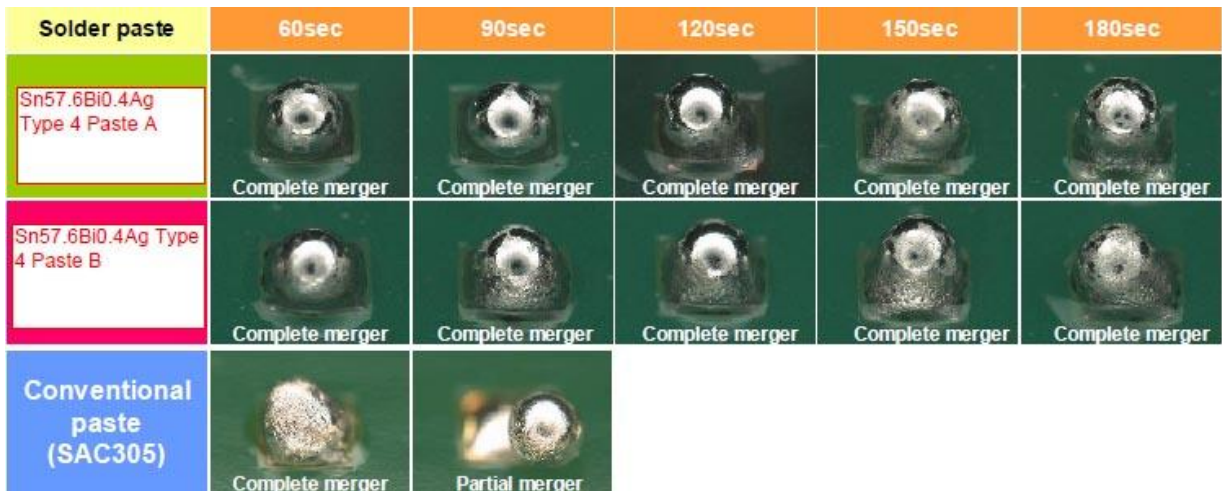 Solder paste
60sec
90sec
120sec
150sec
180sec
Sn57.6Bi0.4Ag
Type 4 Paste A
Complete merger
Complete merger
Complete merger
Complete merger
Complete merger
Sn57.6Bi0.4Ag Type
4 Paste B
Complete merger
Complete merger
Complete merger
Complete merger
Complete merger
Conventional
paste
(SAC305)
Complete merger
Partial merger